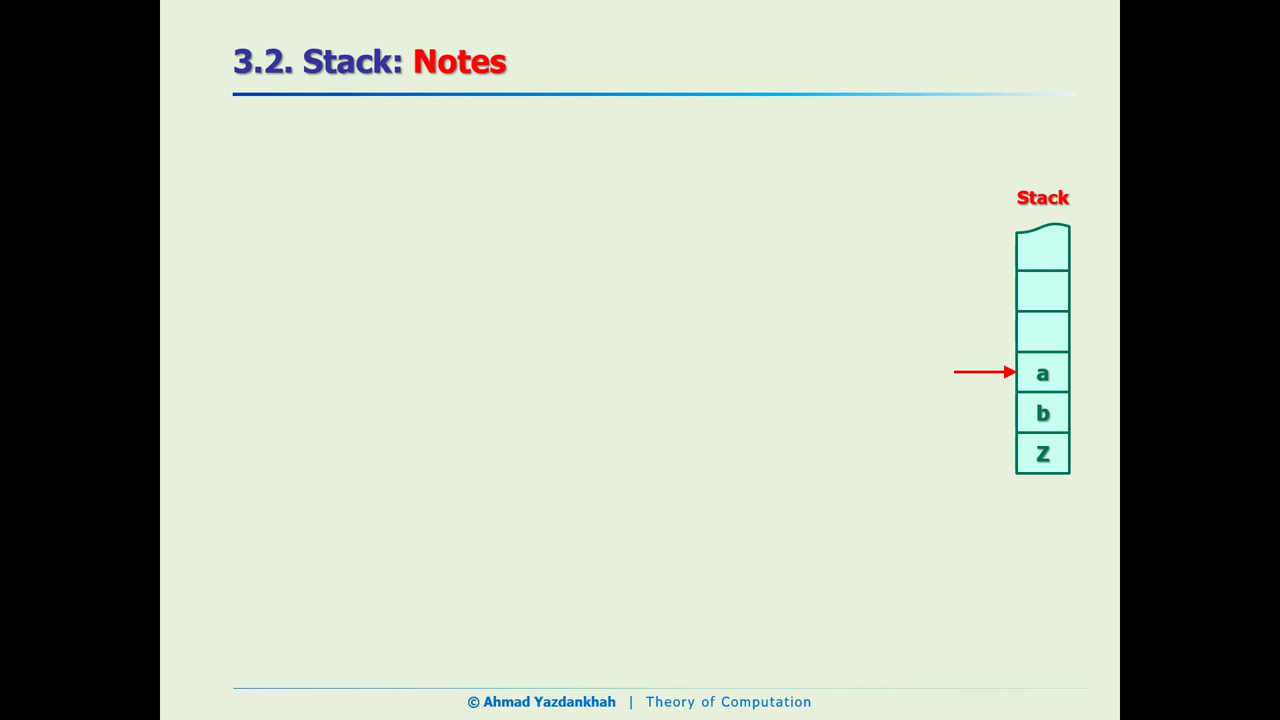 3.2. Stack: Notes
Stack
a
b
Z
© Ahmad Yazdankhah | Theory of Computation